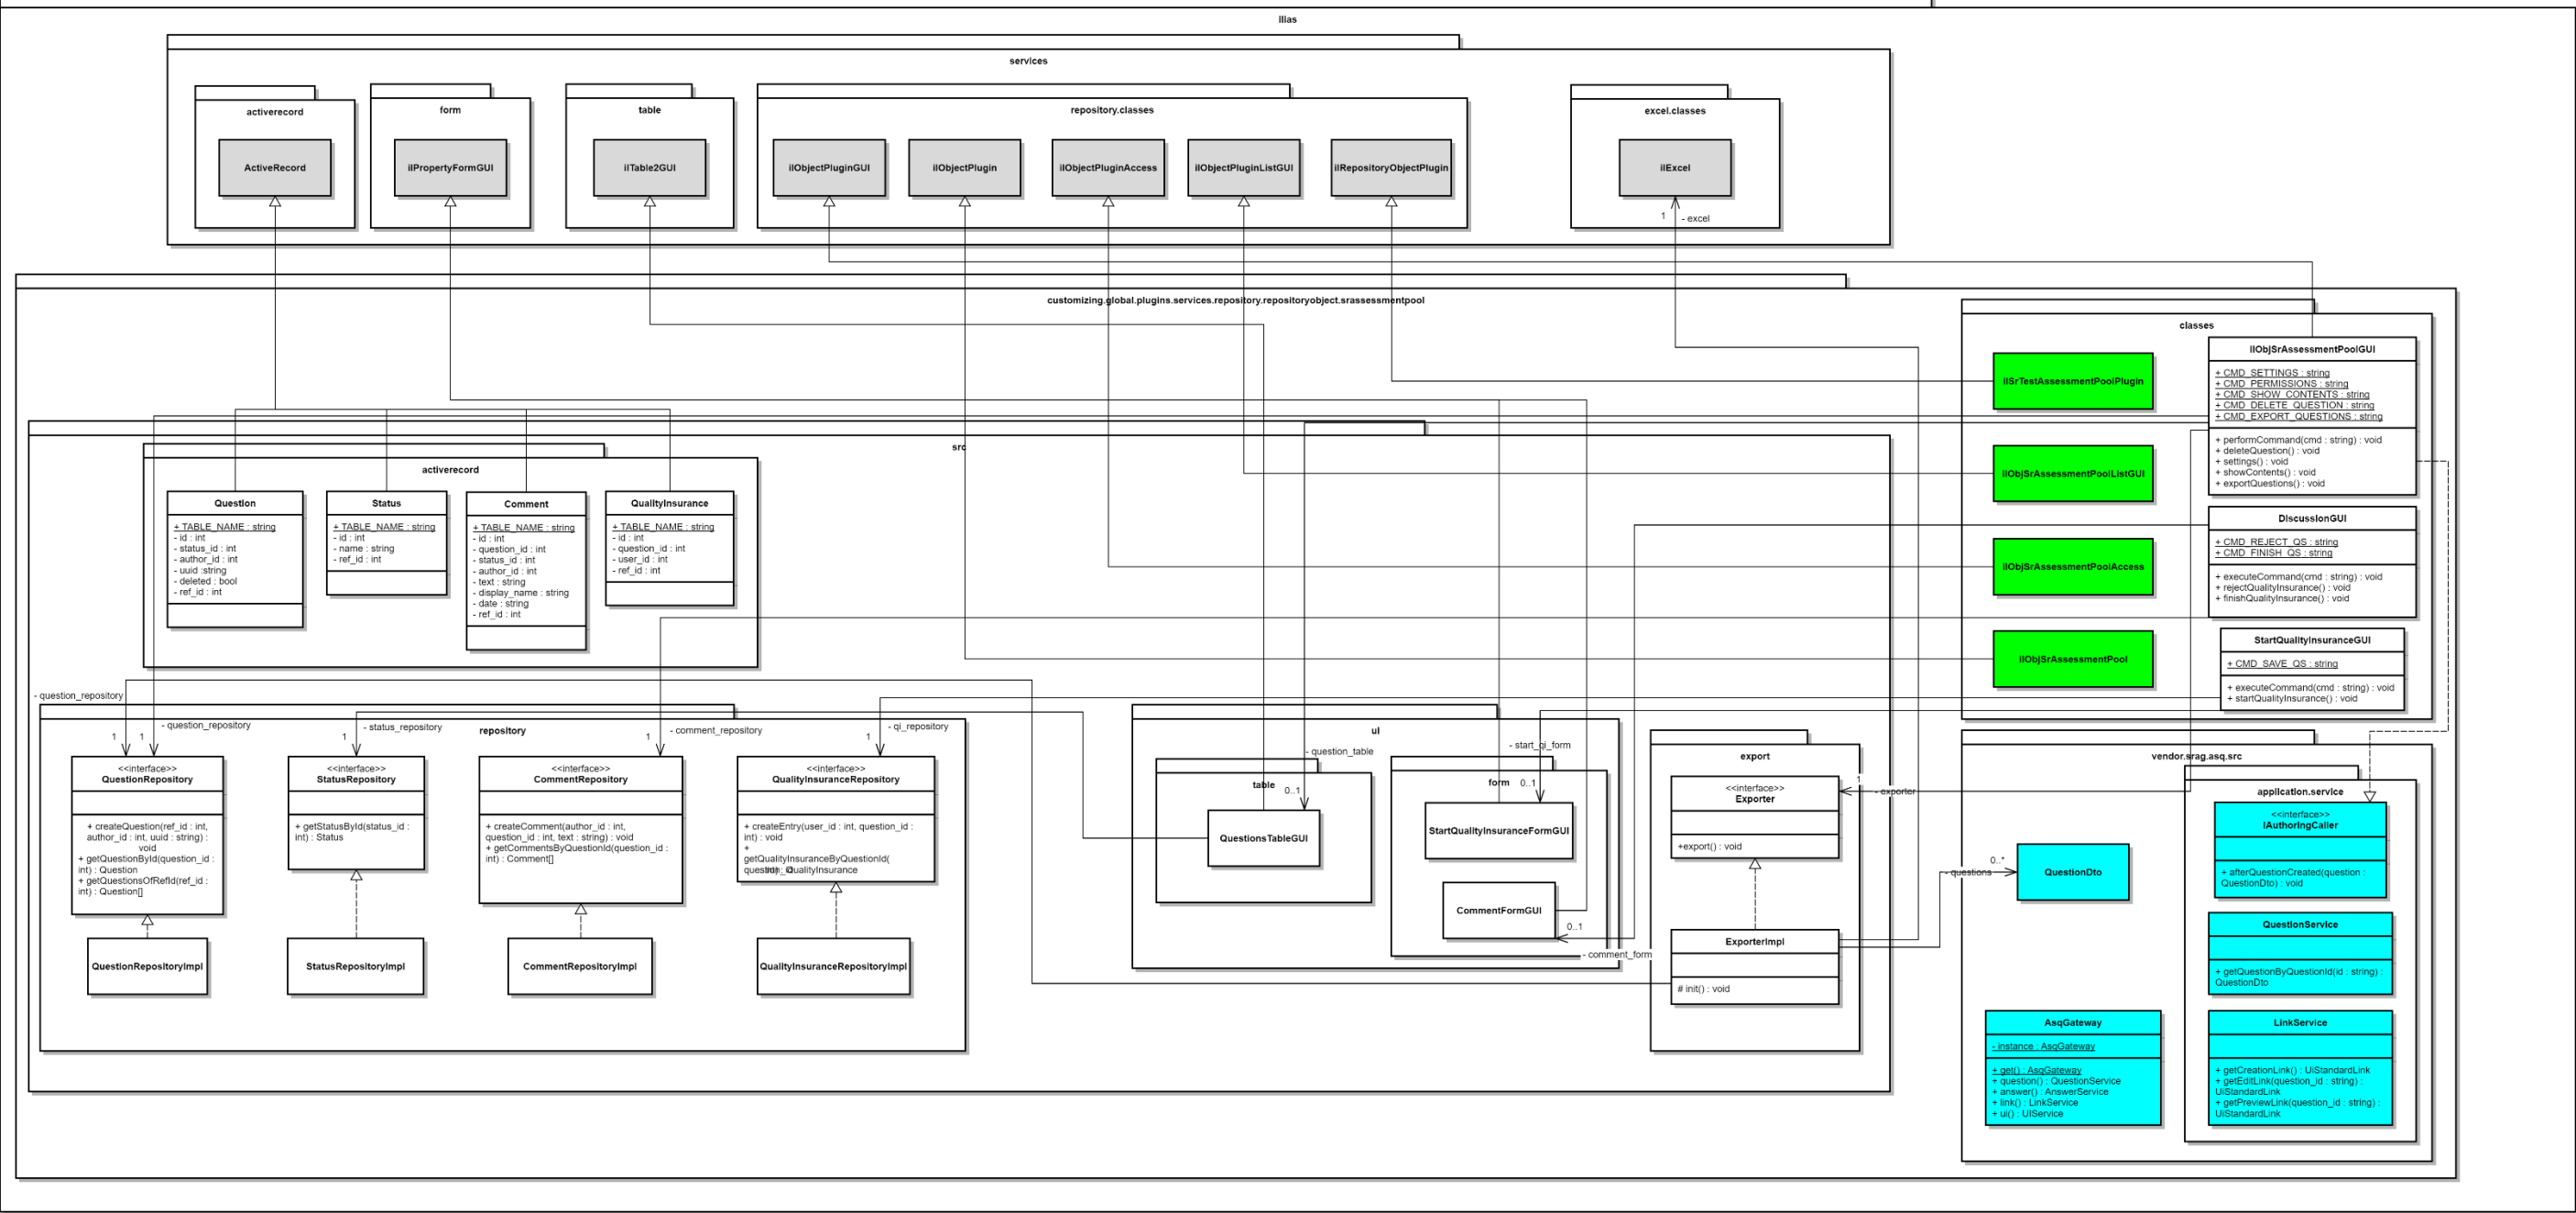 ilias
services
activerecord
ActiveRecord
form
ilPropertyFormGUI
table
ilTable2GUI
repository.classes
ilObjectPluginGUI
ilObjectPlugin
ilObjectPluginAccess
ilObjectPluginListGUI
ilRepositoryObjectPlugin
excel.classes
ilExcel
1
- excel
customizing.global.plugins.services.repository.repositoryobject.srassessmentpool
classes
ilSrTestAssessmentPoolPlugin
ilObjSrAssessmentPoolListGUI
ilObjSrAssessmentPoolAccess
ilObjSrAssessmentPool
ilObjSrAssessmentPoolGUI
+ CMD_SETTINGS : string
+ CMD_PERMISSIONS : string
+ CMD_SHOW_CONTENTS : string
+ CMD_DELETE_QUESTION : string
+ CMD_EXPORT_QUESTIONS : string
+ performCommand(cmd : string) : void
+ deleteQuestion() : void
+ settings() : void
+ showContents() : void
+ exportQuestions() : void
DiscussionGUI
+ CMD_REJECT_QS : string
+ CMD_FINISH_QS : string
+ executeCommand(cmd : string) : void
+ rejectQualityInsurance() : void
+ finishQualityInsurance() : void
StartQualityInsuranceGUI
+ CMD_SAVE_QS : string
+ executeCommand(cmd : string) : void
+ startQualityInsurance() : void
src
activerecord
Question
+ TABLE_NAME : string
- id : int
- status_id : int
- author_id : int
- uuid :string
- deleted : bool
- ref_id : int
Status
+ TABLE_NAME : string
- id : int
- name : string
- ref_id : int
Comment
+ TABLE_NAME : string
- id : int
- question_id : int
- status_id : int
- author_id : int
- text : string
- display_name : string
- date : string
- ref_id : int
QualityInsurance
+ TABLE_NAME : string
- id : int
- question_id : int
- user_id : int
- ref_id : int
- question_repository
1
- question_repository
1
- status_repository
1
- comment_repository
1
- qi_repository
1
repository
<<interface>>
QuestionRepository
+ createQuestion(ref_id : int,
author_id : int, uuid : string) :
void
+ getQuestionById(question_id :
int) : Question
+ getQuestionsOfRefId(ref_id :
int) : Question[]
QuestionRepositoryImpl
<<interface>>
StatusRepository
+ getStatusById(status_id :
int) : Status
StatusRepositoryImpl
<<interface>>
CommentRepository
+ createComment(author_id : int,
question_id : int, text : string) : void
+ getCommentsByQuestionId(question_id :
int) : Comment[]
CommentRepositoryImpl
<<interface>>
QualityInsuranceRepository
+ createEntry(user_id : int, question_id :
int) : void
+
getQualityInsuranceByQuestionId(
QualityInsurance
QualityInsuranceRepositoryImpl
ui
table
- question_table
0..1
QuestionsTableGUI
form
- start_qi_form
0..1
StartQualityInsuranceFormGUI
CommentFormGUI
0..1
- comment_form
export
<<interface>>
Exporter
+export() : void
1
- exporter
ExporterImpl
# init() : void
vendor.srag.asq.src
0..*
- questions
QuestionDto
AsqGateway
- instance : AsqGateway
+ get() : AsqGateway
+ question() : QuestionService
+ answer() : AnswerService
+ link() : LinkService
+ ui() : UIService
application.service
<<interface>>
IAuthoringCaller
+ afterQuestionCreated(question :
QuestionDto) : void
QuestionService
+ getQuestionByQuestionId(id : string) :
QuestionDto
LinkService
+ getCreationLink() : UiStandardLink
+ getEditLink(question_id : string) :
UiStandardLink
+ getPreviewLink(question_id : string) :
UiStandardLink